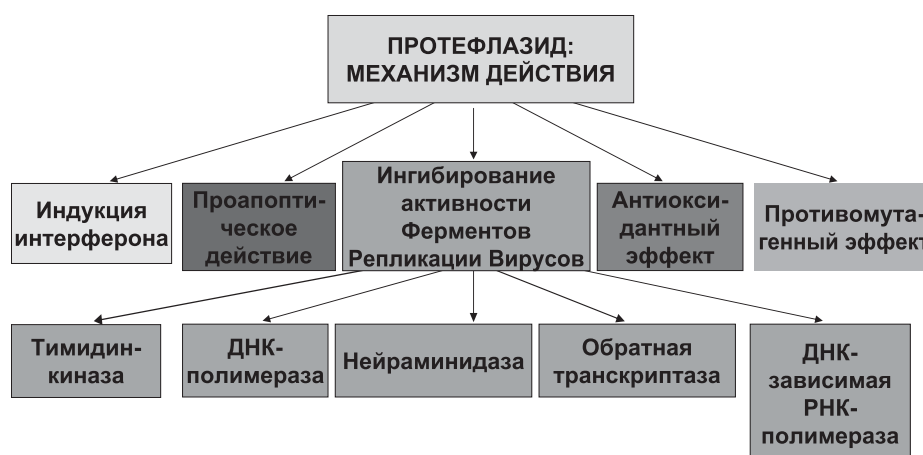 ПРОТЕФЛАЗИД:
МЕХАНИЗМ ДЕЙСТВИЯ
Индукция
интерферона
Проапопти-
ческое
действие
Ингибирование
активности
Ферментов
Репликации Вирусов
Антиокси-
дантный
эффект
Противомута-
генный эффект
Тимидин-
киназа
ДНК-
полимераза
Нейраминидаза
Обратная
транскриптаза
ДНК-
зависимая
РНК-
полимераза